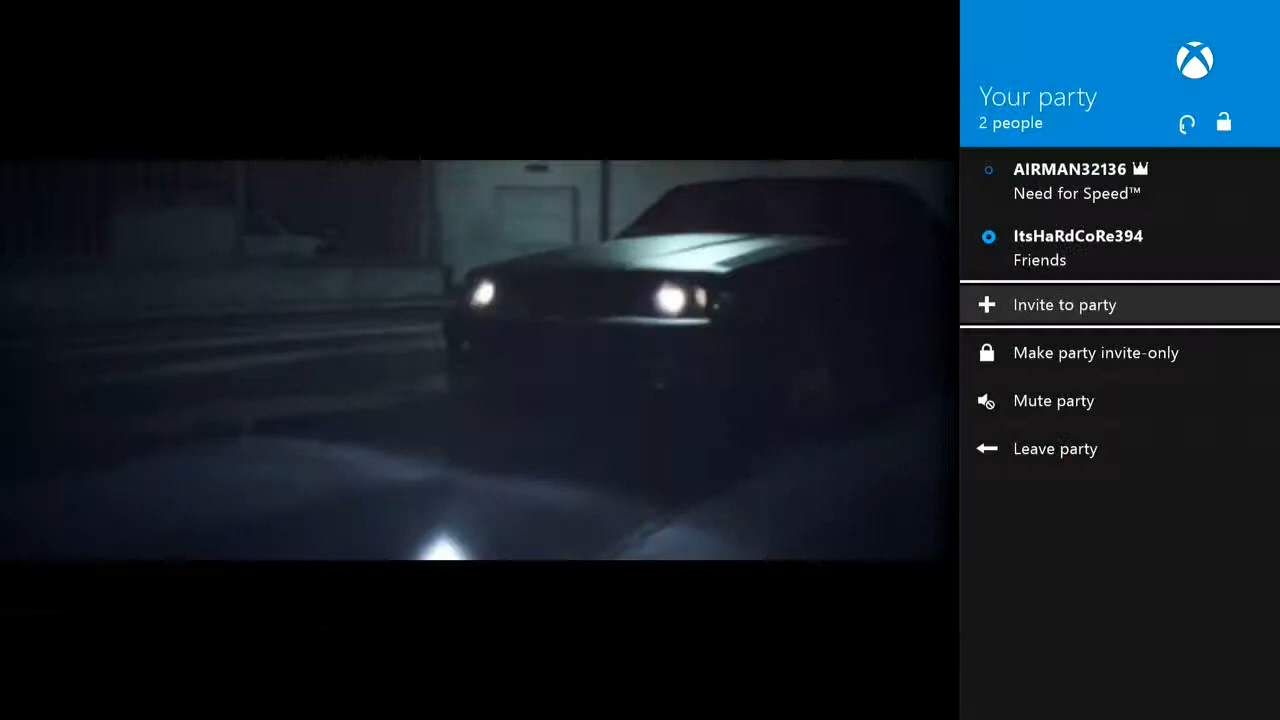 Your party
2 people
AIRMAN32136
Need for Speed™
ItsHaRdCoRe394
Friends
Invite to party
Make party invite-only
Mute party
Leave party